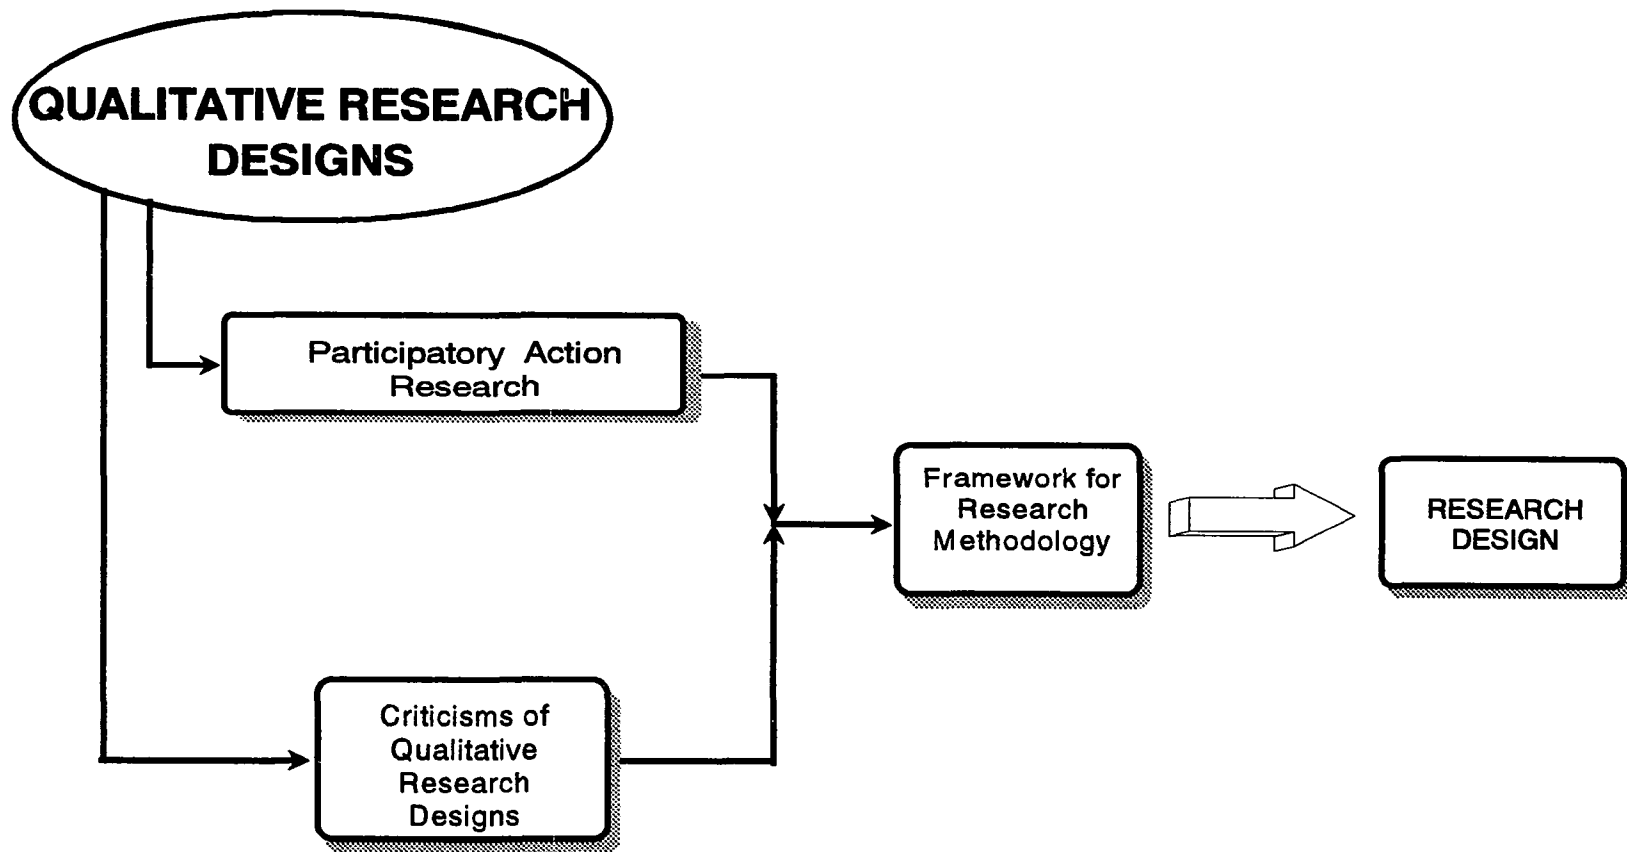 QUALITATIVE RESEARCH
DESIGNS
Participatory Action
Research
Framework for
Research
Methodology
RESEARCH
DESIGN
Criticisms of
Qualitative
Research
Designs